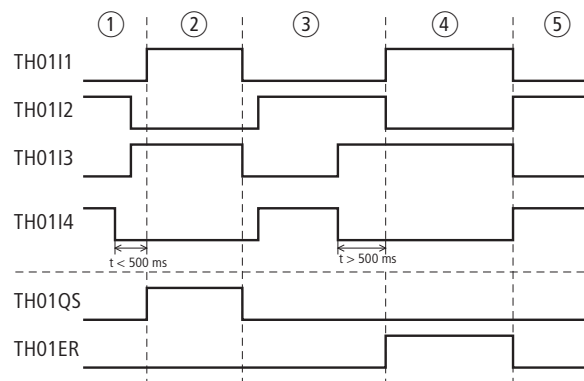 ① ② ③ ④ ⑤
TH01I1
TH01I2
TH01I3
TH01I4
t < 500 ms t > 500 ms
TH01QS
TH01ER